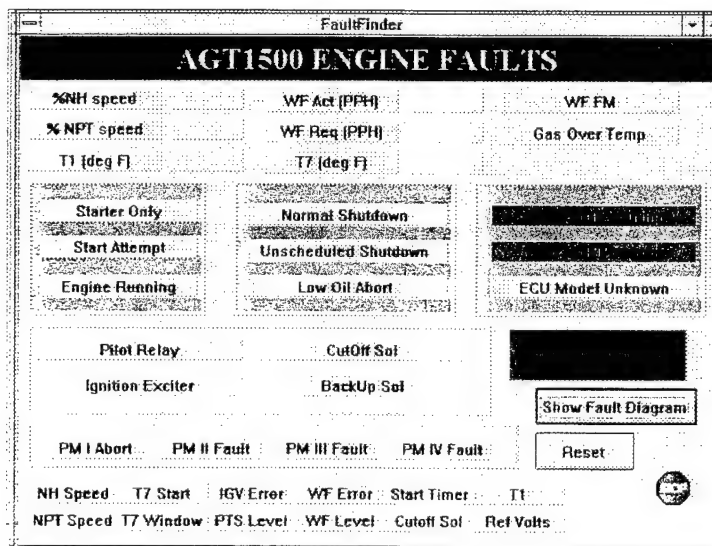 FaultFinder
AGT1500 ENGINE FAULTS
%NH speed WF Act (PPH) WF FM
% NPT speed WF Req (PPH) Gas Over Temp
T1 (deg F) T7 (deg F)
Starter Only Normal Shutdown
Start Attempt Unscheduled Shutdown
Engine Running Low Oil Abort ECU Model Unknown
Pilot Relay CutOff Sol
Ignition Exciter BackUp Sol
Show Fault Diagram
PM I Abort PM II Fault PM III Fault PM IV Fault Reset
NH Speed T7 Start IGV Error WF Error Start Timer T1
NPT Speed T7 Window PTS Level WF Level Cutoff Sol Ref Volts